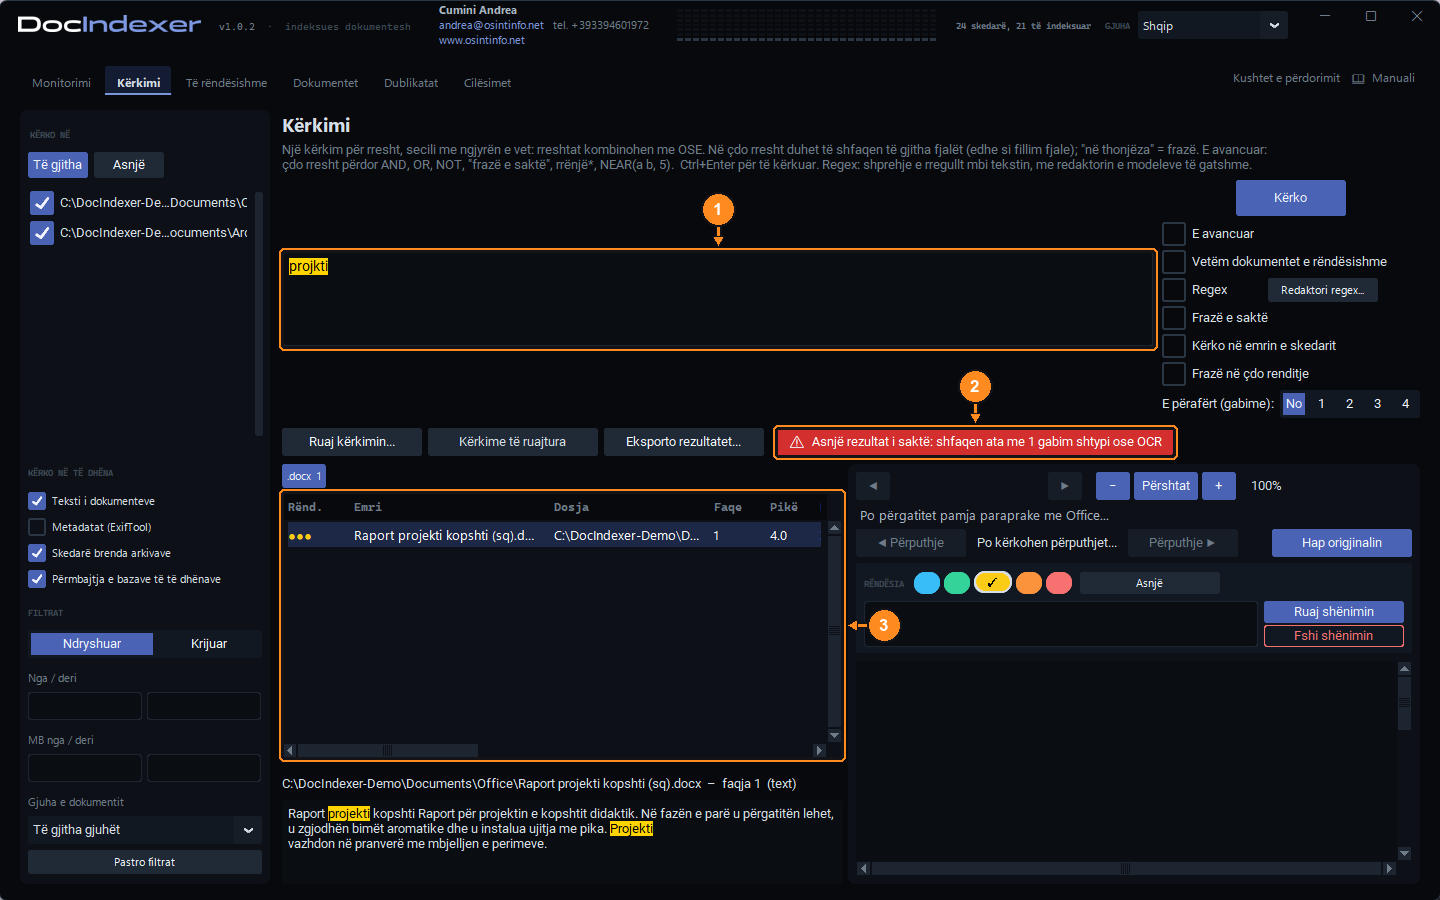 DocIndexer v1.0.2 · indeksues dokumentesh
Cumini Andrea
andrea@osintinfo.net tel. +393394601972
www.osintinfo.net
24 skedarë, 21 të indeksuar
GJUHA
Shqip
Monitorimi
Kërkimi
Të rëndësishme
Dokumentet
Dublikatat
Cilësimet
Kushtet e përdorimit
Manuali
KËRKO NË
Të gjitha
Asnjë
C:\DocIndexer-De...Documents\C
C:\DocIndexer-De...ocuments\Arc
KËRKO NË TË DHËNA
Teksti i dokumenteve
Metadatat (ExifTool)
Skedarë brenda arkivave
Përmbajtja e bazave të të dhënave
FILTRAT
Ndryshuar
Krijuar
Nga / deri
MB nga / deri
Gjuha e dokumentit
Të gjitha gjuhët
Pastro filtrat
Kërkimi
Një kërkim për rresht, secili me ngjyrën e vet: rreshtat kombinohen me OSE. Në çdo rresht duhet të shfaqen të gjitha fjalët (edhe si fillim fjale); "në thonjëza" = frazë. E avancuar:
çdo rresht përdor AND, OR, NOT, "frazë e saktë", rrënjë*, NEAR(a b, 5). Ctrl+Enter për të kërkuar. Regex: shprehje e rregullt mbi tekstin, me redaktorin e modeleve të gatshme.
Kërko
1
projkti
E avancuar
Vetëm dokumentet e rëndësishme
Regex
Redaktori regex...
Frazë e saktë
Kërko në emrin e skedarit
Frazë në çdo renditje
E përafërt (gabime): No 1 2 3 4
2
Ruaj kërkimin...
Kërkime të ruajtura
Eksporto rezultatet...
Asnjë rezultat i saktë: shfaqen ata me 1 gabim shtypi ose OCR
.docx 1
Rënd. Emri Dosja Faqe Pikë
●●● Raport projekti kopshti (sq).d... C:\DocIndexer-Demo\D... 1 4.0
3
C:\DocIndexer-Demo\Documents\Office\Raport projekti kopshti (sq).docx – faqja 1 (text)
Raport projekti kopshti Raport për projektin e kopshtit didaktik. Në fazën e parë u përgatitën lehet,
u zgjodhën bimët aromatike dhe u instalua ujitja me pika. Projekti
vazhdon në pranverë me mbjelljen e perimeve.
◄ ► − Përshtat + 100%
Po përgatitet pamja paraprake me Office...
◄ Përputhje
Po kërkohen përputhjet...
Përputhje ►
Hap origjinalin
RËNDËSIA
✓
Asnjë
Ruaj shënimin
Fshi shënimin